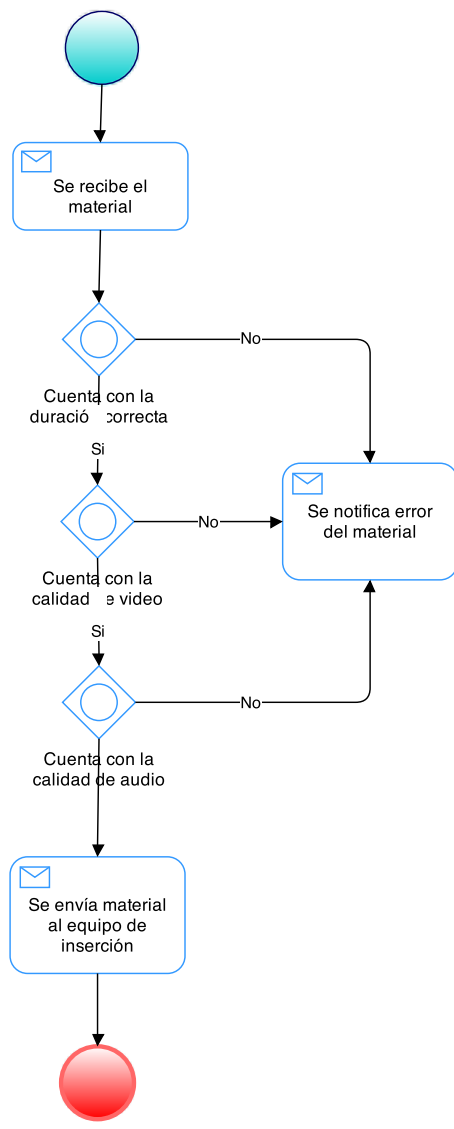 Se recibe el
material
No
Cuenta con la
duració correcta
Si
Se notifica error
del material
No
Cuenta con la
calidad e video
Si
No
Cuenta con la
calidad de audio
Se envía material
al equipo de
inserción